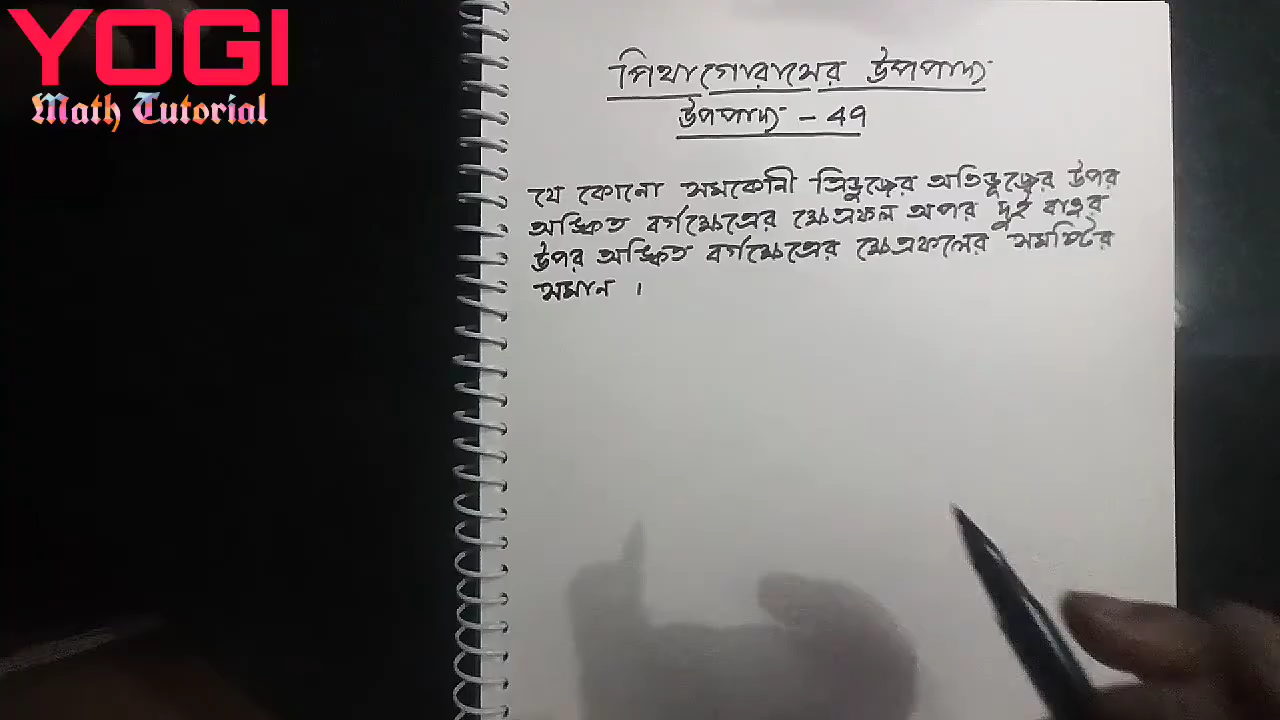 YOGI
Math Tutorial
পিথাগোরাসের উপপাদ্য
উপপাদ্য - 49
যে কোনো সমকোনী ত্রিভুজের অতিভুজের উপর
অঙ্কিত বর্গক্ষেত্রের ক্ষেত্রফল অপর দুই বাহুর
উপর অঙ্কিত বর্গক্ষেত্রের ক্ষেত্রফলের সমষ্টির
সমান ।